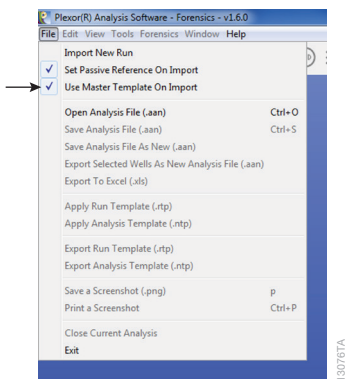 Plexor(R) Analysis Software - Forensics - v1.6.0
File Edit View Tools Forensics Window Help
Import New Run
Set Passive Reference On Import
Use Master Template On Import
Open Analysis File (.aan) Ctrl+O
Save Analysis File (.aan) Ctrl+S
Save Analysis File As New (.aan)
Export Selected Wells As New Analysis File (.aan)
Export To Excel (.xls)
Apply Run Template (.rtp)
Apply Analysis Template (.ntp)
Export Run Template (.rtp)
Export Analysis Template (.ntp)
Save a Screenshot (.png) p
Print a Screenshot Ctrl+P
Close Current Analysis
Exit
13076TA